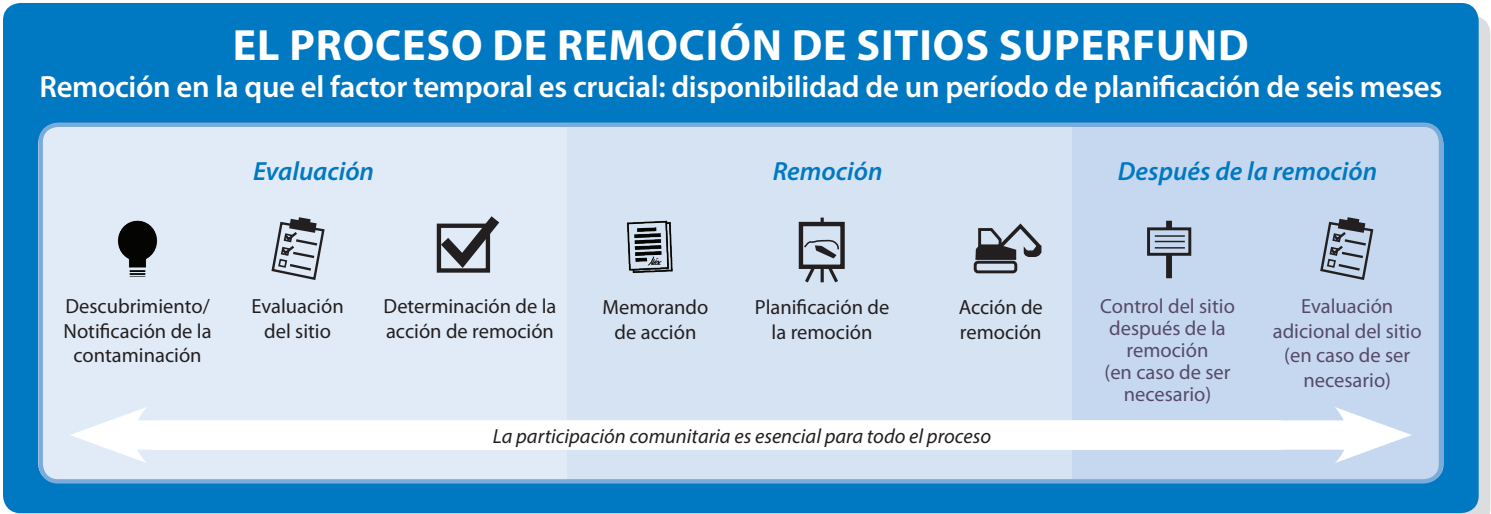 EL PROCESO DE REMOCIÓN DE SITIOS SUPERFUND
Remoción en la que el factor temporal es crucial: disponibilidad de un período de planificación de seis meses
Evaluación
Descubrimiento/
Notificación de la
contaminación
Evaluación
del sitio
Determinación de la
acción de remoción
Remoción
Memorando
de acción
Planificación de
la remoción
Acción de
remoción
Después de la remoción
Control del sitio
después de la
remoción
(en caso de ser
necesario)
Evaluación
adicional del sitio
(en caso de ser
necesario)
La participación comunitaria es esencial para todo el proceso